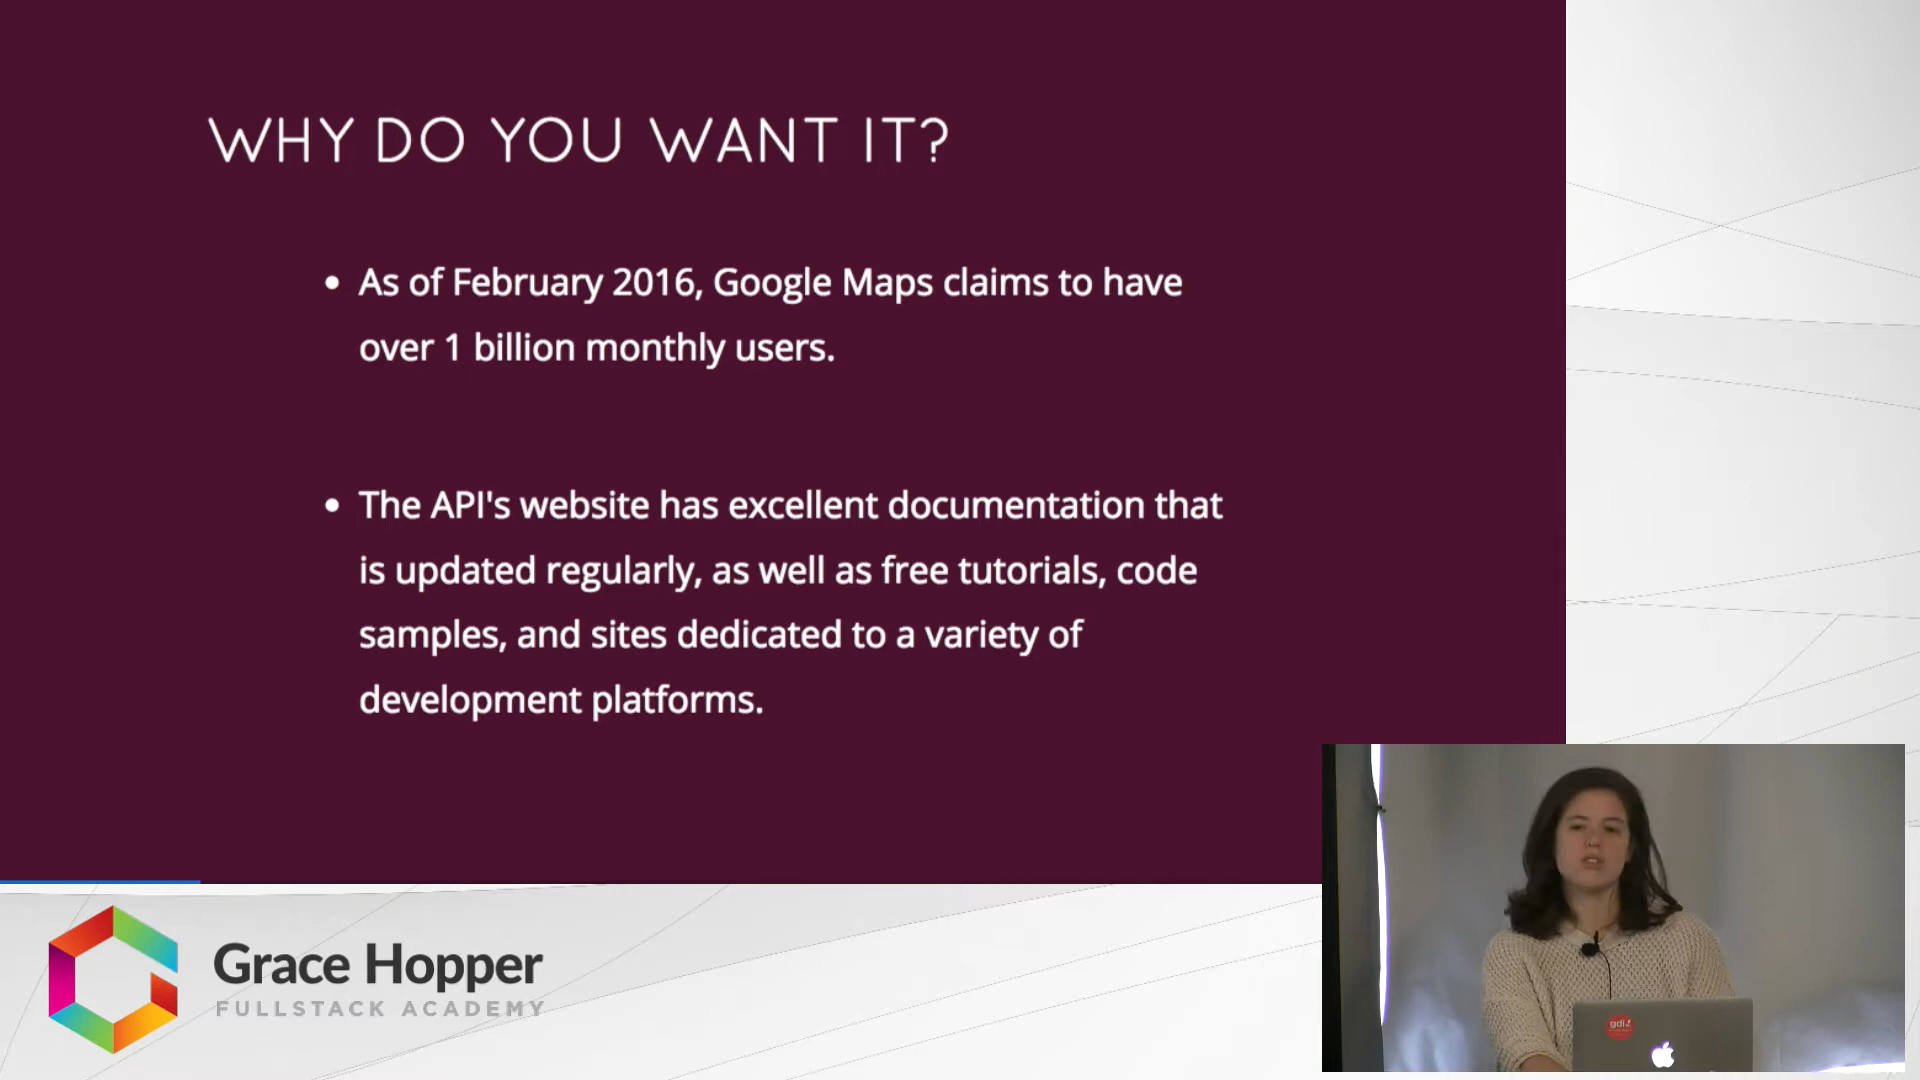 WHY DO YOU WANT IT?
• As of February 2016, Google Maps claims to have
over 1 billion monthly users.
• The API's website has excellent documentation that
is updated regularly, as well as free tutorials, code
samples, and sites dedicated to a variety of
development platforms.
Grace Hopper
FULLSTACK ACADEMY
gdi